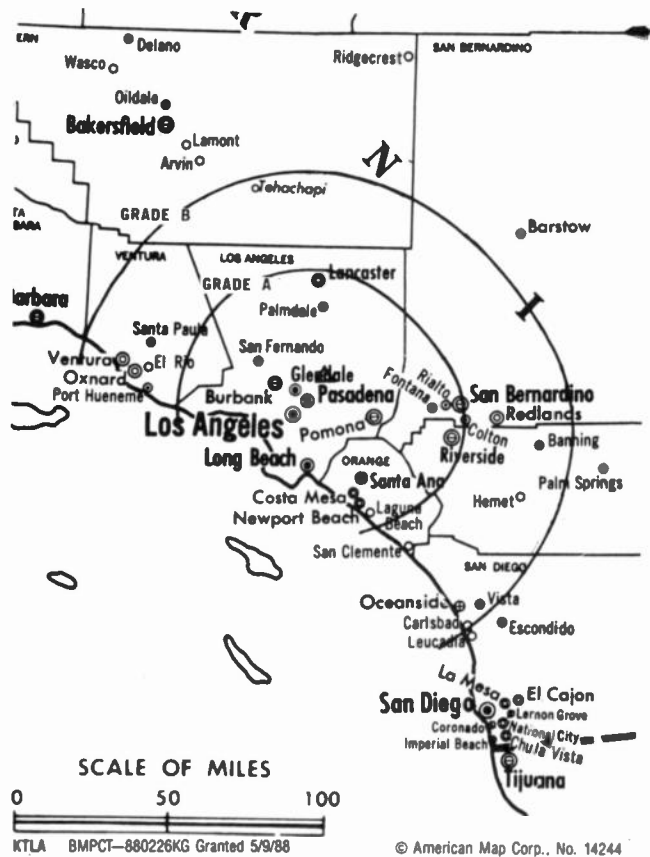 ERN
Delano
SAN BERNARDINO
Wasco
Ridgecrest
Oildale
Bakersfield
Lamont
Arvin
N
Tehachapi
TA
BARA
GRADE B
Barstow
VENTURA
LOS ANGELES
GRADE A
Lancaster
I
arbara
Palmdale
Santa Paula
San Fernando
Ventura
El Rio
Oxnard
Glendale
Port Hueneme
Burbank
Pasadena
Rialto
San Bernardino
Fontana
Redlands
Los Angeles
Pomona
Colton
Riverside
Banning
Long Beach
ORANGE
Santa Ana
Palm Springs
Costa Mesa
Hemet
Newport Beach
Laguna
Beach
San Clemente
SAN DIEGO
Oceanside
Vista
Carlsbad
Escondido
Leucadia
La Mesa
El Cajon
San Diego
Lemon Grove
Coronado
National City
Imperial Beach
Chula Vista
Tijuana
SCALE OF MILES
0 50 100
KTLA BMPCT—880226KG Granted 5/9/88 © American Map Corp., No. 14244